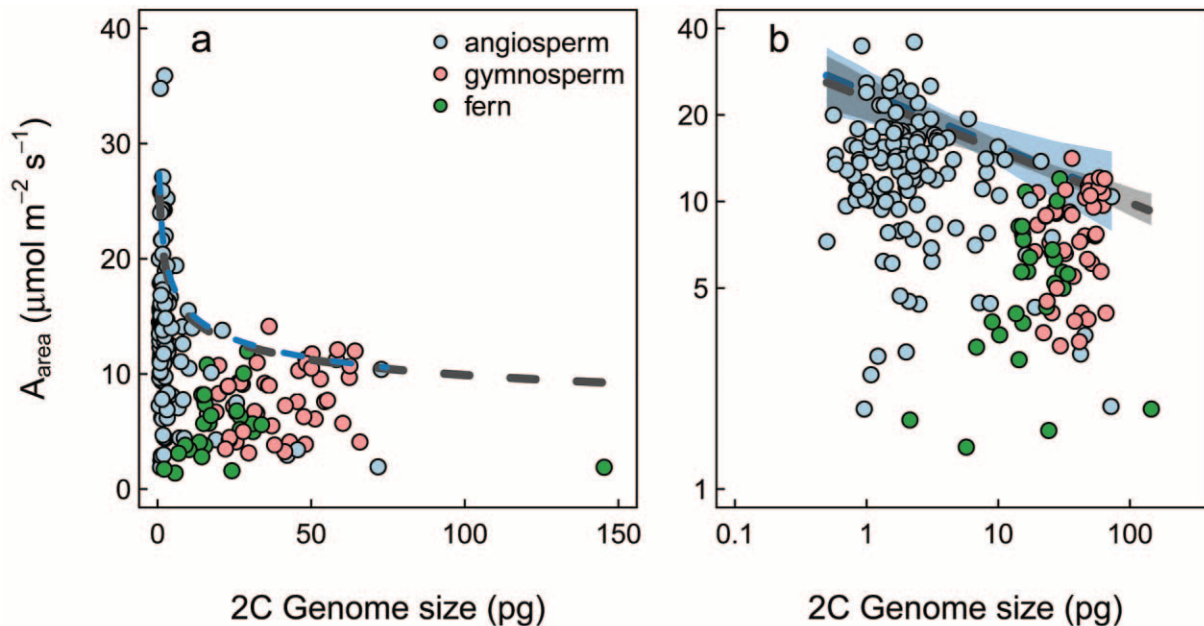 a
angiosperm
gymnosperm
fern
40
30
20
10
0
A_area (μmol m⁻² s⁻¹)
0
50
100
150
2C Genome size (pg)
b
40
20
10
5
1
0.1
1
10
100
2C Genome size (pg)